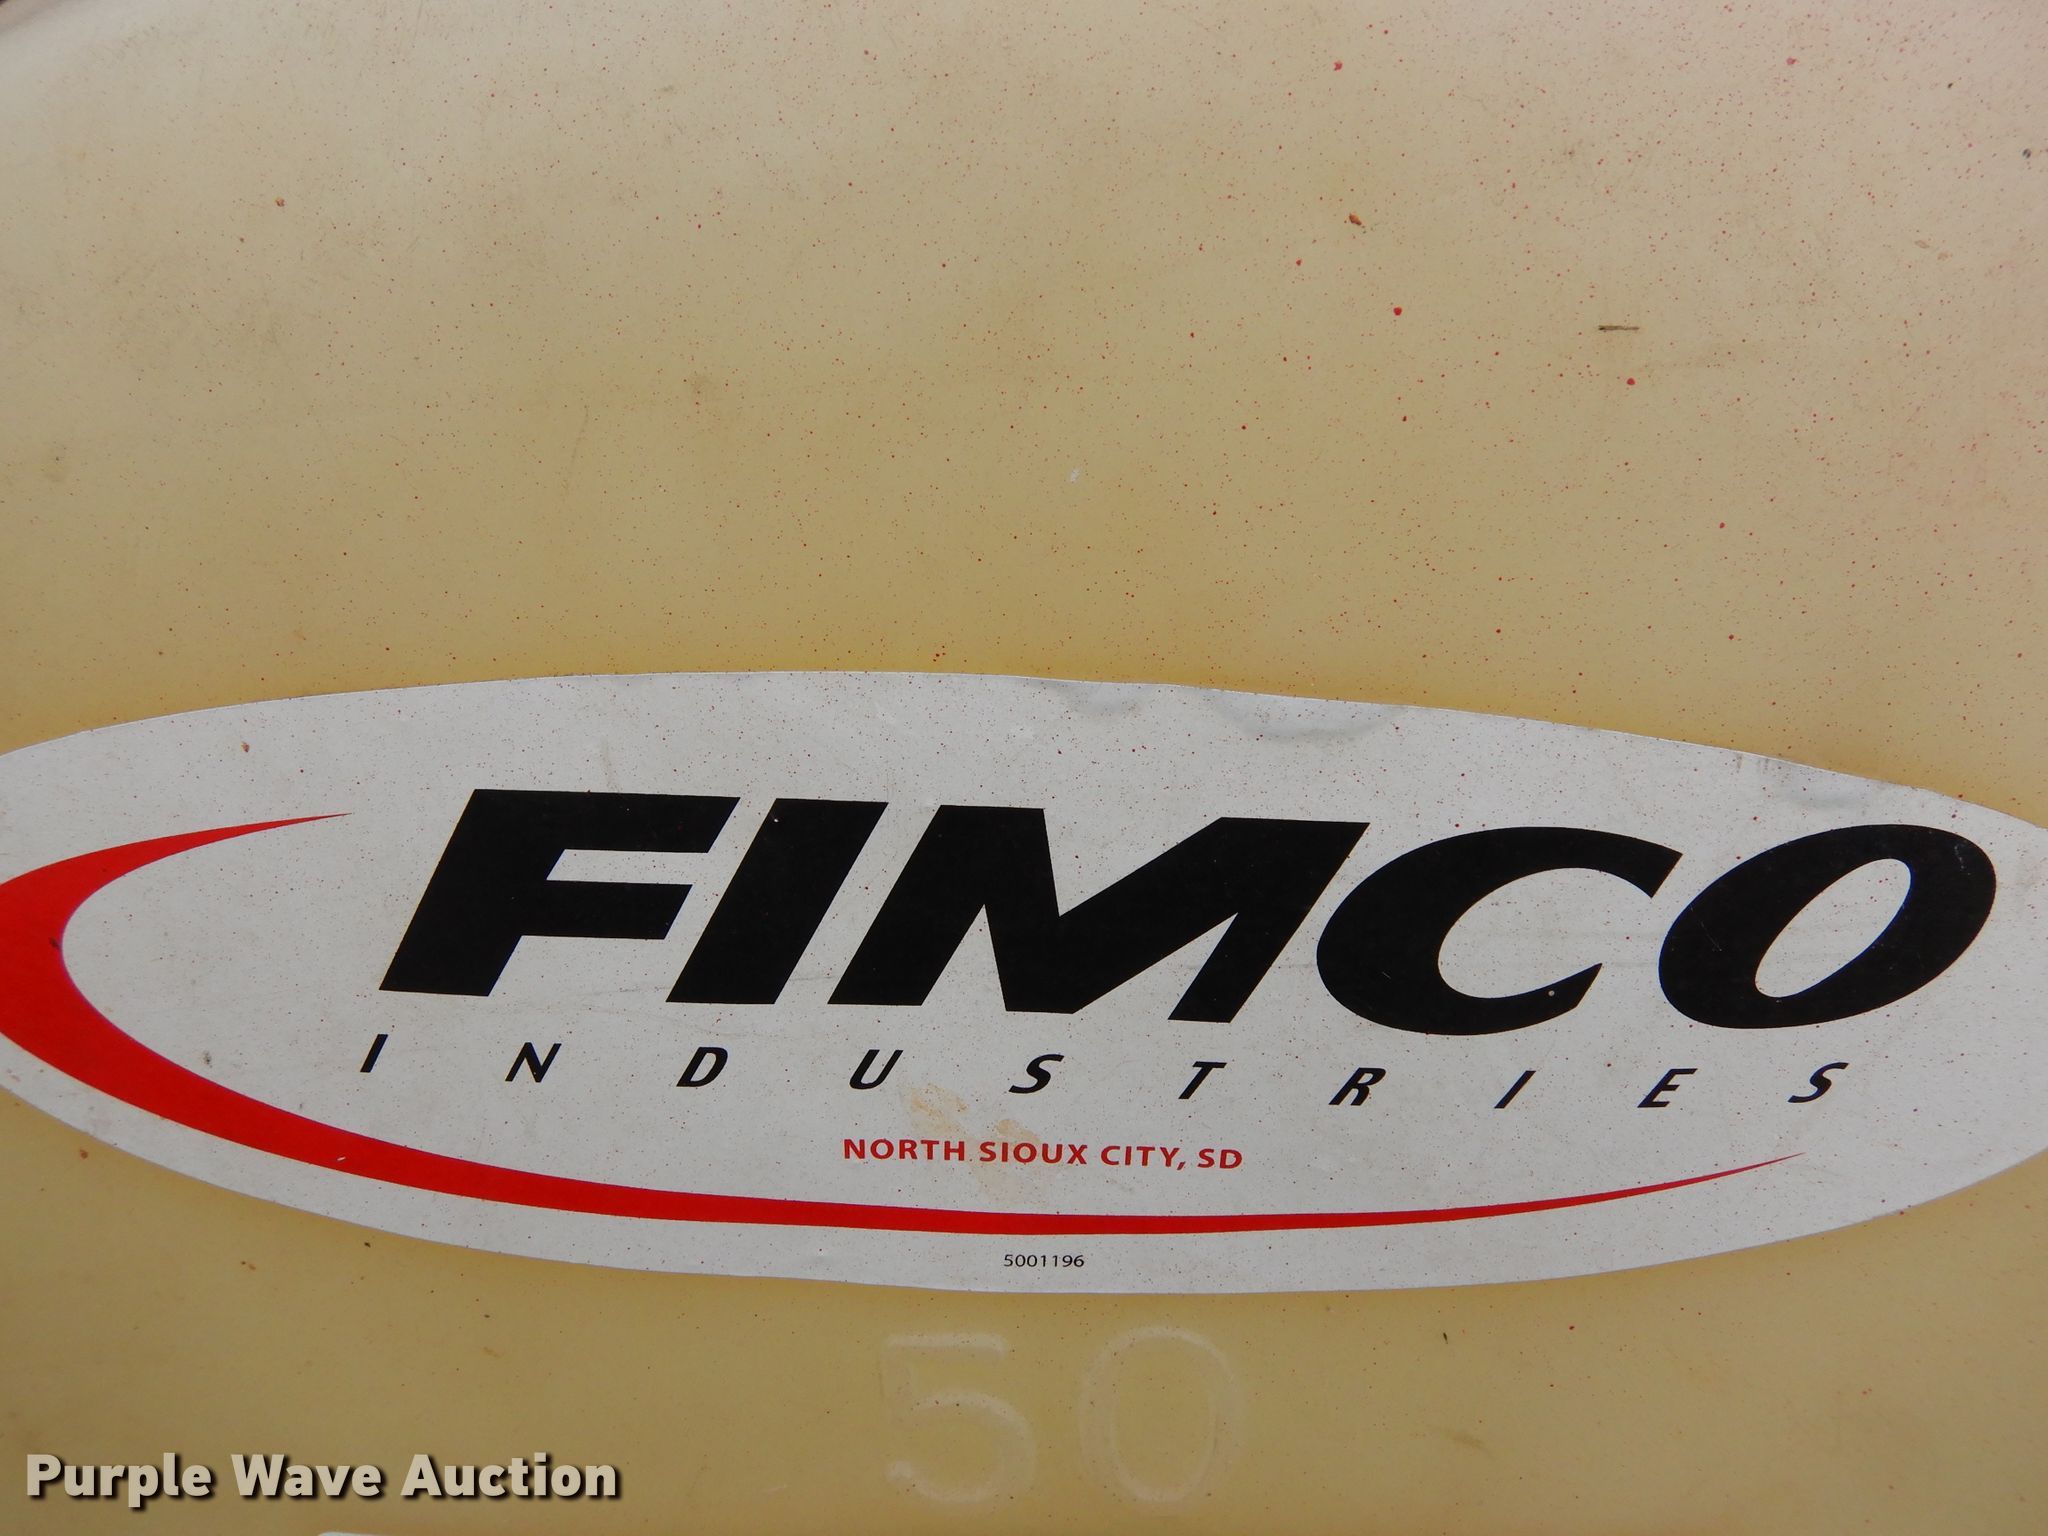 FIMCO
INDUSTRIES
NORTH SIOUX CITY, SD
5001196
50
Purple Wave Auction